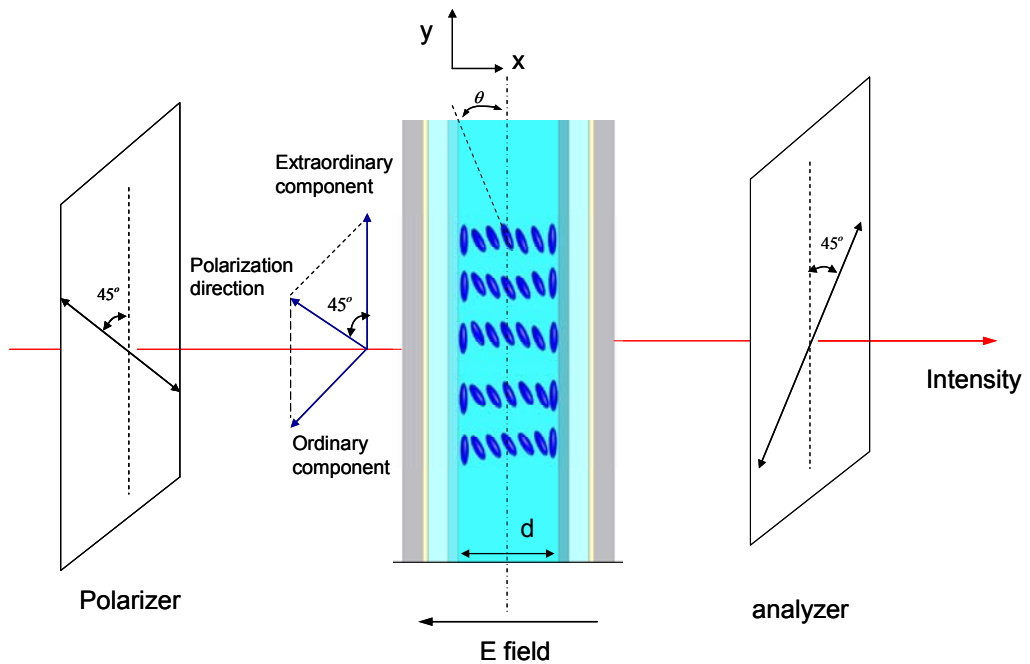 y
x
θ
Extraordinary
component
Polarization
direction
45°
45°
45°
Ordinary
component
Intensity
d
Polarizer
analyzer
E field